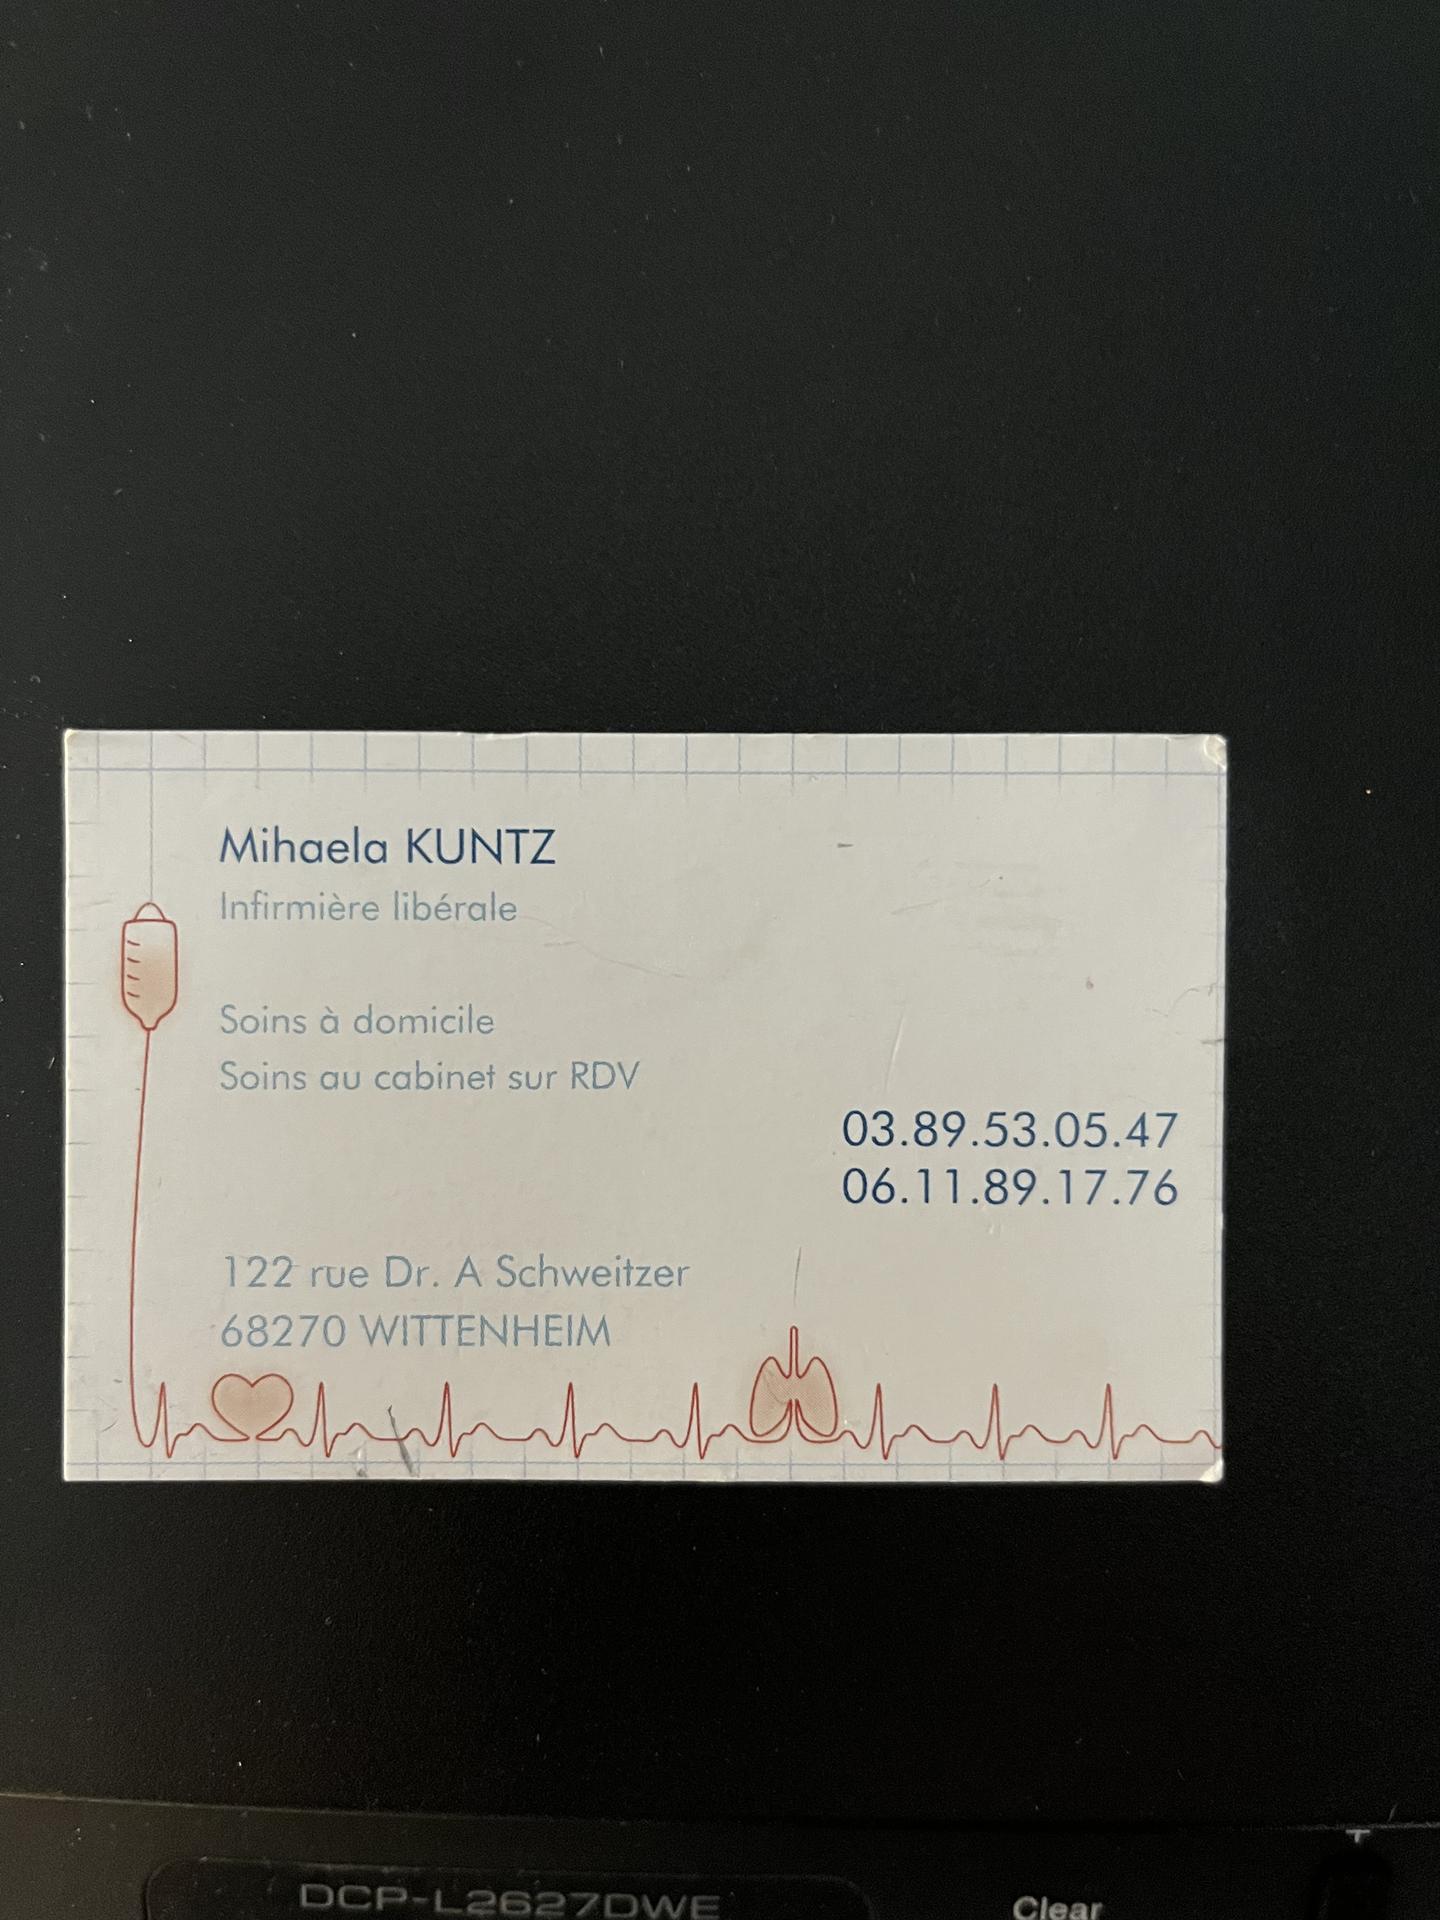 Mihaela KUNTZ
Infirmière libérale
Soins à domicile
Soins au cabinet sur RDV
03.89.53.05.47
06.11.89.17.76
122 rue Dr. A Schweitzer
68270 WITTENHEIM
DCP-L2627DWE
Clear